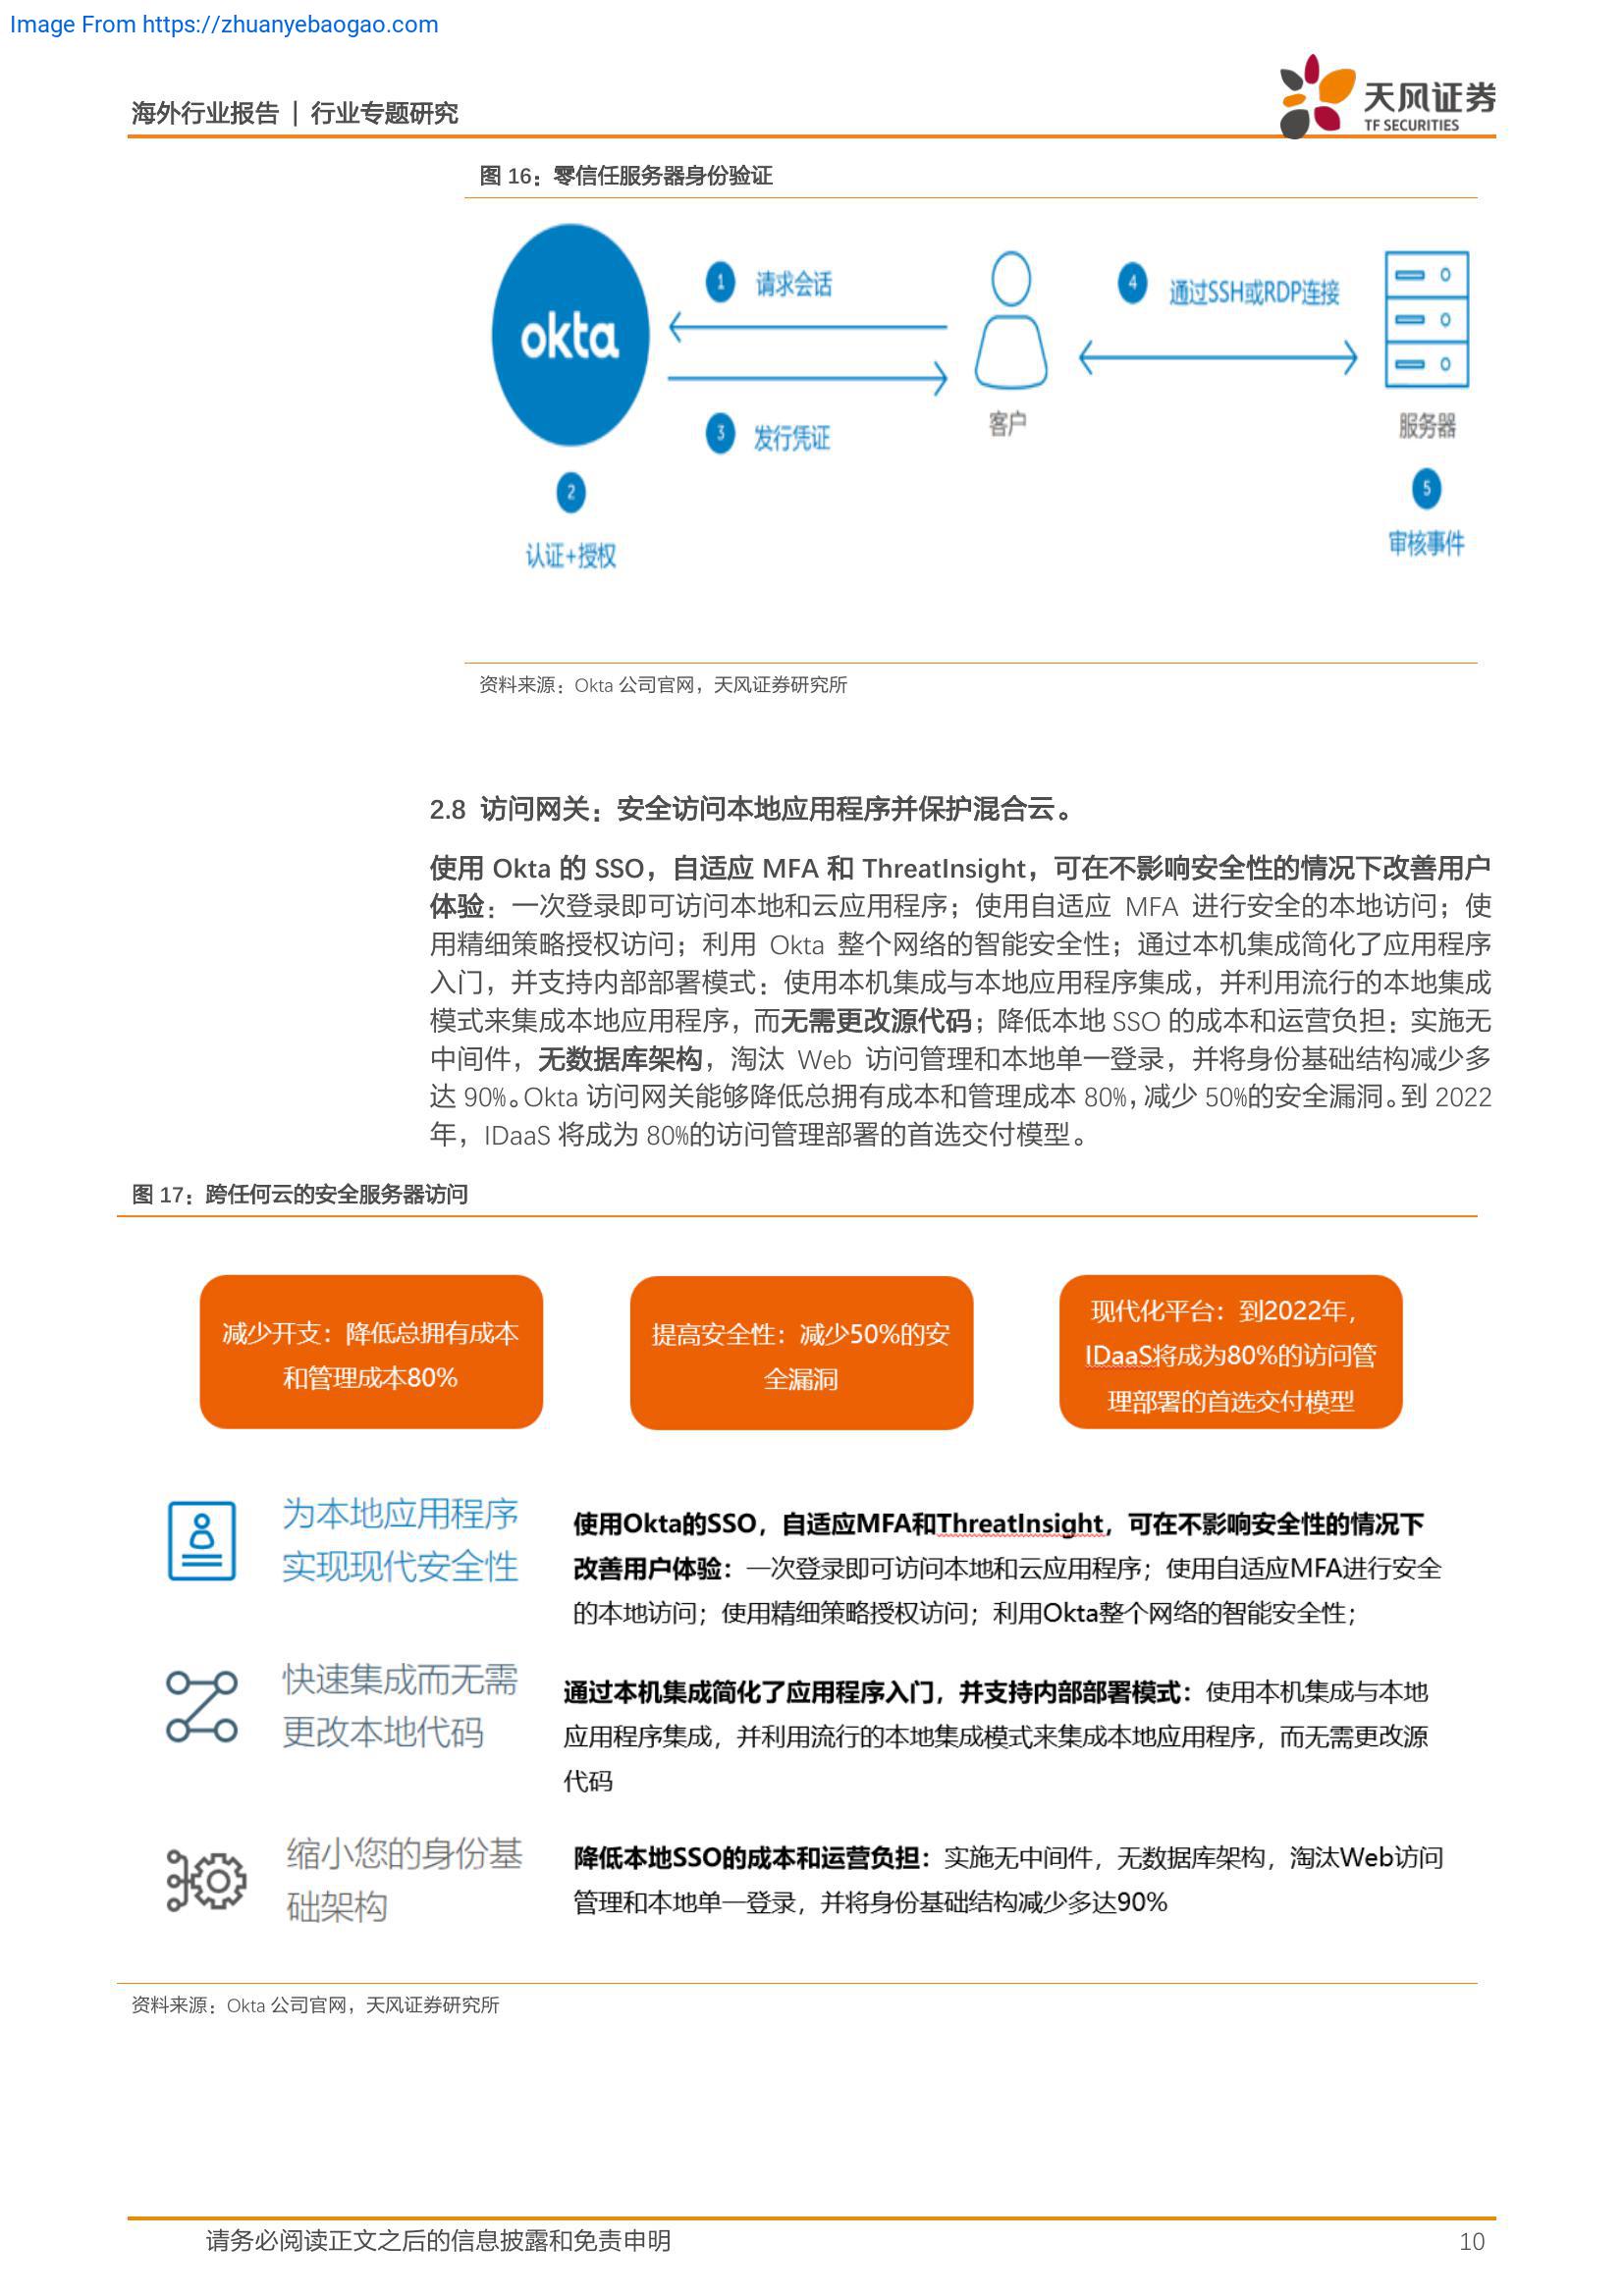 Image From https://zhuanyebaogao.com
海外行业报告 | 行业专题研究
天风证券
TF SECURITIES
图 16：零信任服务器身份验证
okta
1 请求会话
4 通过SSH或RDP连接
3 发行凭证
客户
服务器
2
5
认证+授权
审核事件
资料来源：Okta 公司官网，天风证券研究所
2.8 访问网关：安全访问本地应用程序并保护混合云。
使用 Okta 的 SSO，自适应 MFA 和 ThreatInsight，可在不影响安全性的情况下改善用户
体验：一次登录即可访问本地和云应用程序；使用自适应 MFA 进行安全的本地访问；使
用精细策略授权访问；利用 Okta 整个网络的智能安全性；通过本机集成简化了应用程序
入门，并支持内部部署模式：使用本机集成与本地应用程序集成，并利用流行的本地集成
模式来集成本地应用程序，而无需更改源代码；降低本地 SSO 的成本和运营负担：实施无
中间件，无数据库架构，淘汰 Web 访问管理和本地单一登录，并将身份基础结构减少多
达 90%。Okta 访问网关能够降低总拥有成本和管理成本 80%，减少 50%的安全漏洞。到 2022
年，IDaaS 将成为 80%的访问管理部署的首选交付模型。
图 17：跨任何云的安全服务器访问
减少开支：降低总拥有成本
和管理成本80%
提高安全性：减少50%的安
全漏洞
现代化平台：到2022年，
IDaaS将成为80%的访问管
理部署的首选交付模型
为本地应用程序
实现现代安全性
使用Okta的SSO，自适应MFA和ThreatInsight，可在不影响安全性的情况下
改善用户体验：一次登录即可访问本地和云应用程序；使用自适应MFA进行安全
的本地访问；使用精细策略授权访问；利用Okta整个网络的智能安全性；
快速集成而无需
更改本地代码
通过本机集成简化了应用程序入门，并支持内部部署模式：使用本机集成与本地
应用程序集成，并利用流行的本地集成模式来集成本地应用程序，而无需更改源
代码
缩小您的身份基
础架构
降低本地SSO的成本和运营负担：实施无中间件，无数据库架构，淘汰Web访问
管理和本地单一登录，并将身份基础结构减少多达90%
资料来源：Okta 公司官网，天风证券研究所
请务必阅读正文之后的信息披露和免责申明
10